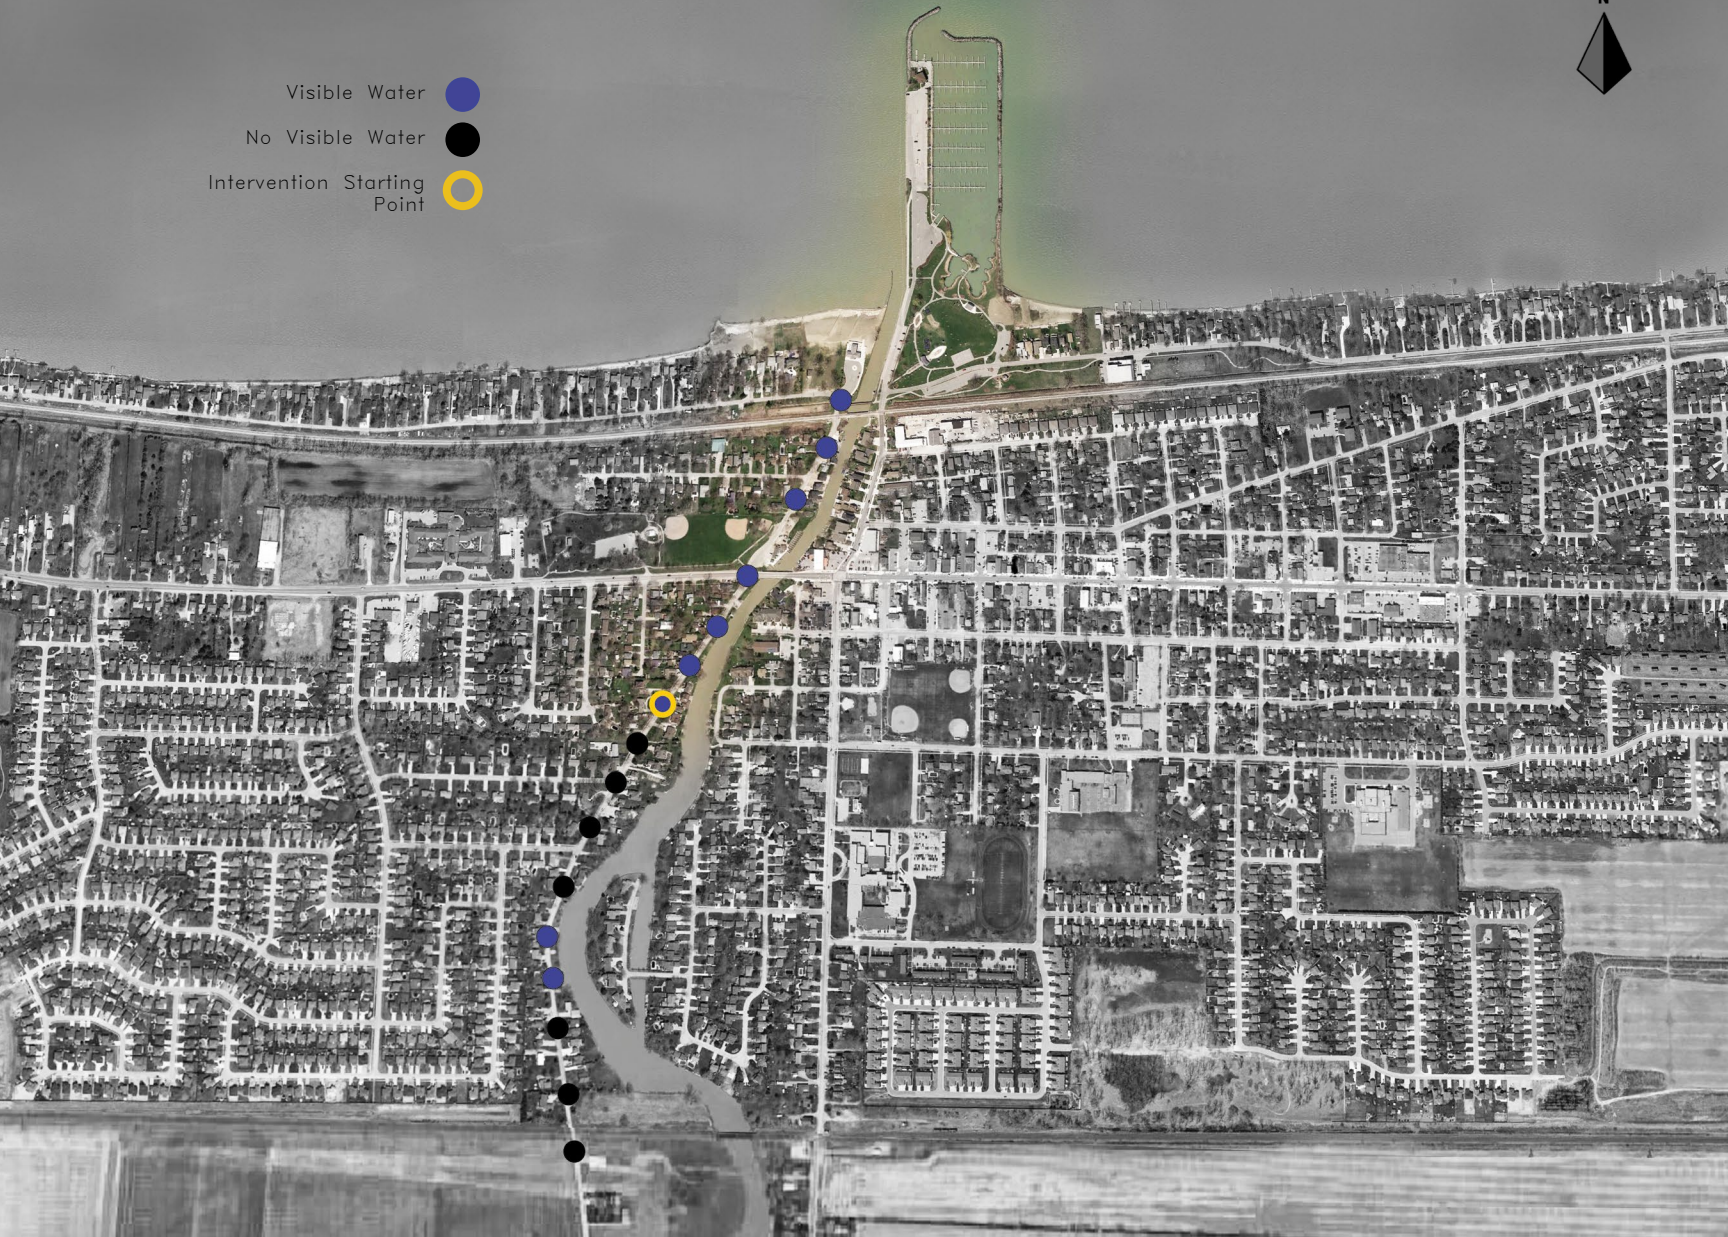 N
Visible Water
No Visible Water
Intervention Starting
Point